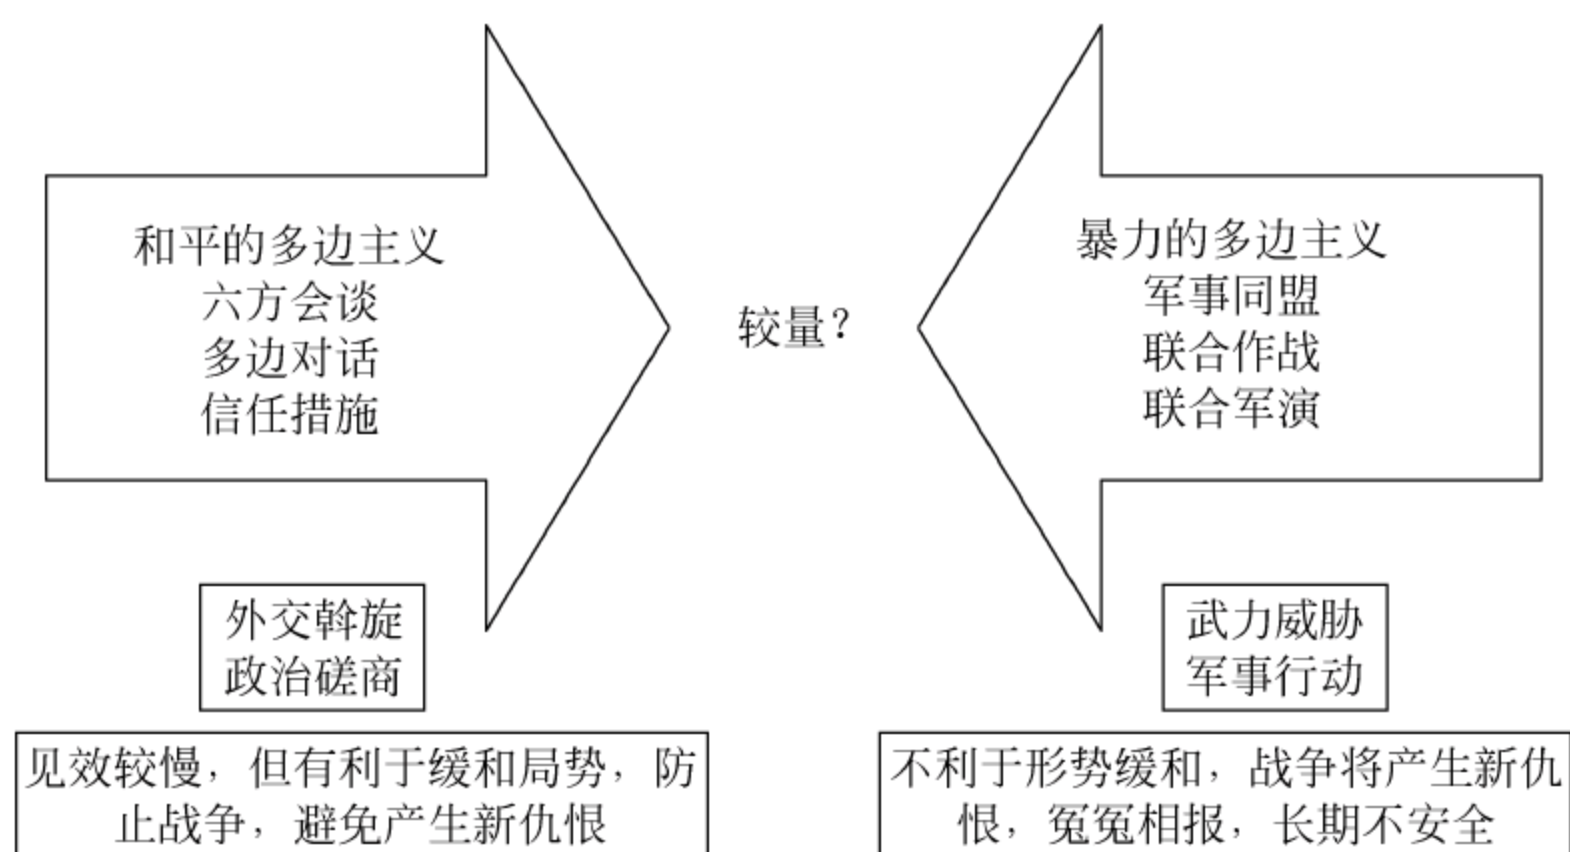 和平的多边主义
六方会谈
多边对话
信任措施
较量？
暴力的多边主义
军事同盟
联合作战
联合军演
外交斡旋
政治磋商
武力威胁
军事行动
见效较慢，但有利于缓和局势，防
止战争，避免产生新仇恨
不利于形势缓和，战争将产生新仇
恨，冤冤相报，长期不安全